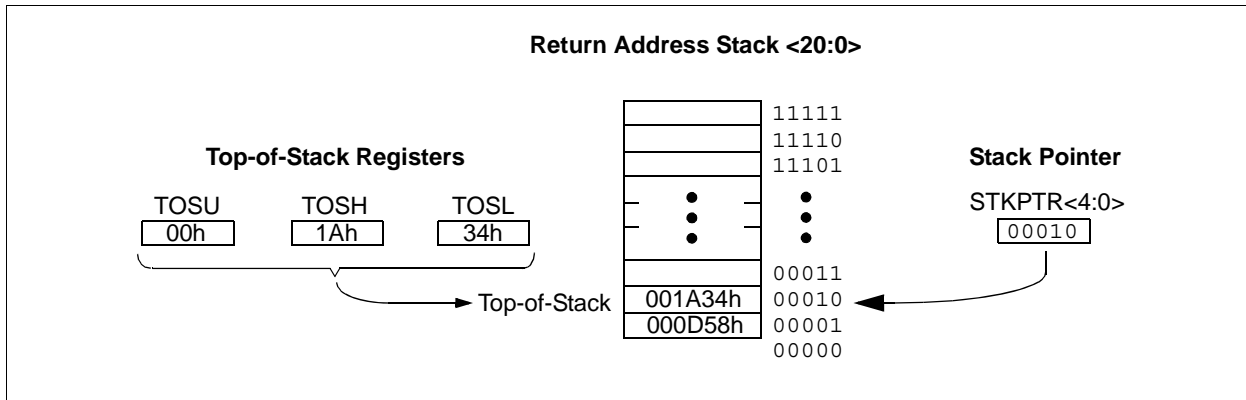 Return Address Stack <20:0>
11111
11110
11101
Top-of-Stack Registers
Stack Pointer
TOSU TOSH TOSL
STKPTR<4:0>
00h 1Ah 34h
00010
00011
Top-of-Stack 001A34h 00010
000D58h 00001
00000